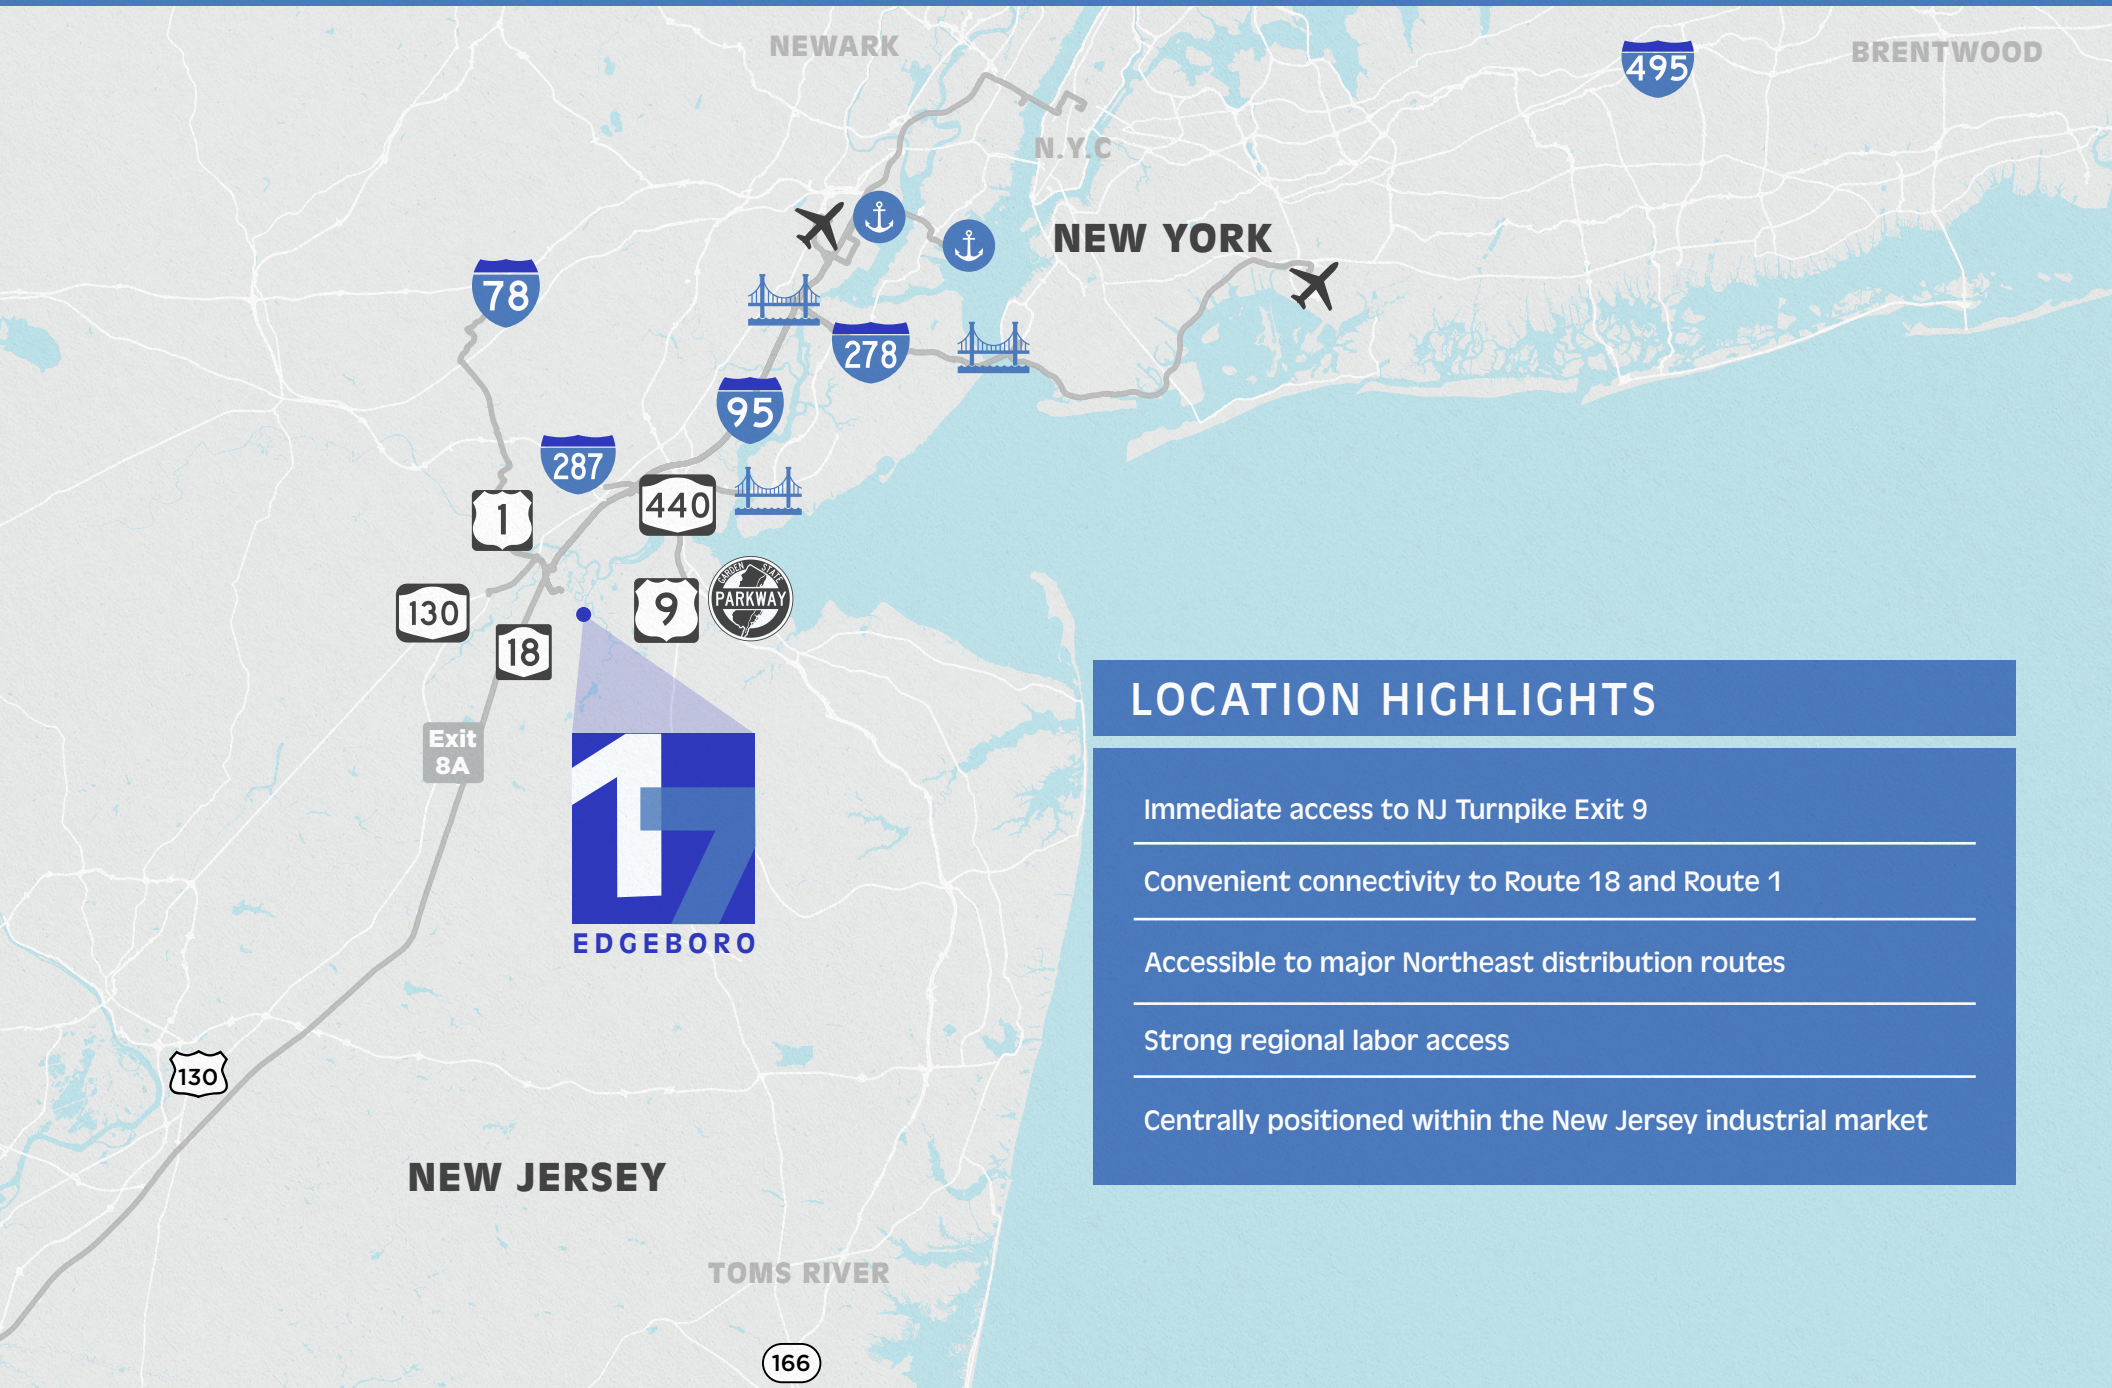 NEWARK
BRENTWOOD
495
N.Y.C
NEW YORK
78
278
95
287
440
1
GARDEN STATE
PARKWAY
130
9
18
Exit
8A
17
EDGEBORO
LOCATION HIGHLIGHTS
Immediate access to NJ Turnpike Exit 9
Convenient connectivity to Route 18 and Route 1
Accessible to major Northeast distribution routes
Strong regional labor access
Centrally positioned within the New Jersey industrial market
130
NEW JERSEY
TOMS RIVER
166